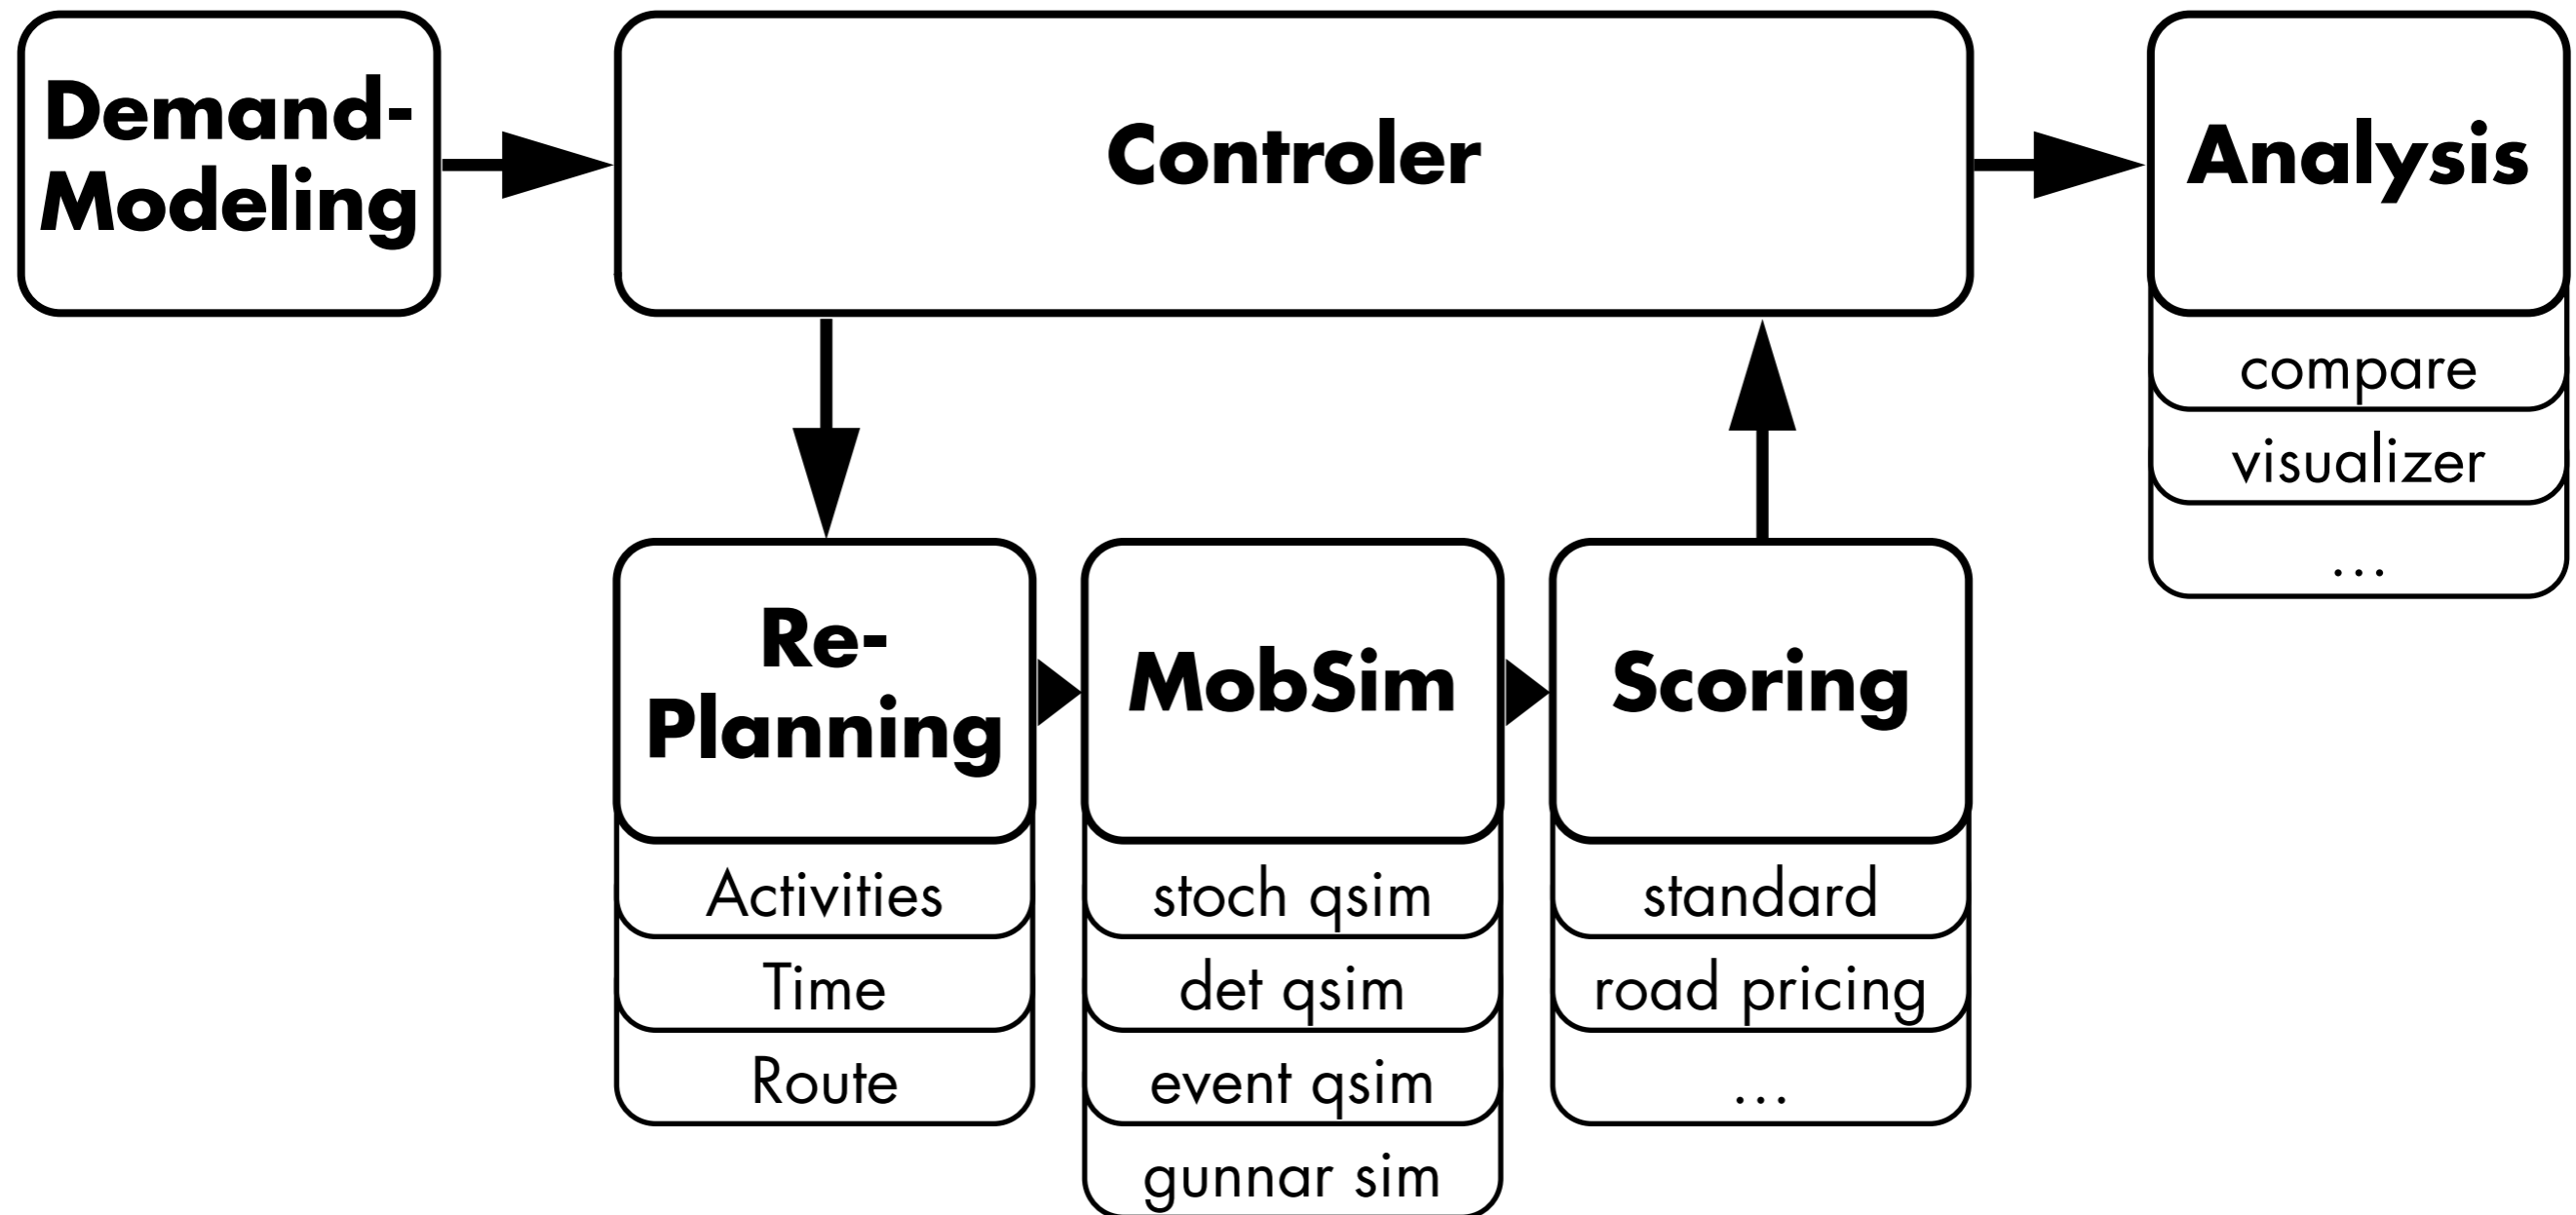 Demand-
Modeling
Controler
Analysis
compare
visualizer
...
Re-
Planning
Activities
Time
Route
MobSim
stoch qsim
det qsim
event qsim
gunnar sim
Scoring
standard
road pricing
...